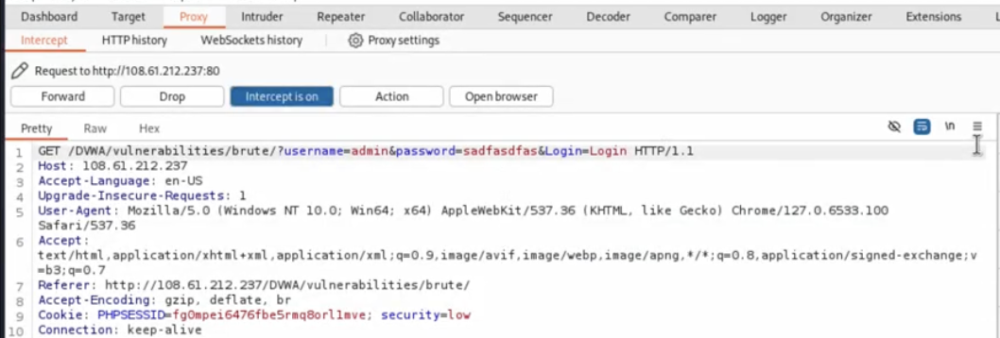 Dashboard Target Proxy Intruder Repeater Collaborator Sequencer Decoder Comparer Logger Organizer Extensions
Intercept HTTP history WebSockets history Proxy settings
Request to http://108.61.212.237:80
Forward Drop Intercept is on Action Open browser
Pretty Raw Hex \n
1 GET /DVWA/vulnerabilities/brute/?username=admin&password=sadfasdfas&Login=Login HTTP/1.1
2 Host: 108.61.212.237
3 Accept-Language: en-US
4 Upgrade-Insecure-Requests: 1
5 User-Agent: Mozilla/5.0 (Windows NT 10.0; Win64; x64) AppleWebKit/537.36 (KHTML, like Gecko) Chrome/127.0.6533.100
Safari/537.36
6 Accept:
text/html,application/xhtml+xml,application/xml;q=0.9,image/avif,image/webp,image/apng,*/*;q=0.8,application/signed-exchange;v
=b3;q=0.7
7 Referer: http://108.61.212.237/DVWA/vulnerabilities/brute/
8 Accept-Encoding: gzip, deflate, br
9 Cookie: PHPSESSID=fg0mpei6476fbe5rmq8orl1mve; security=low
10 Connection: keep-alive